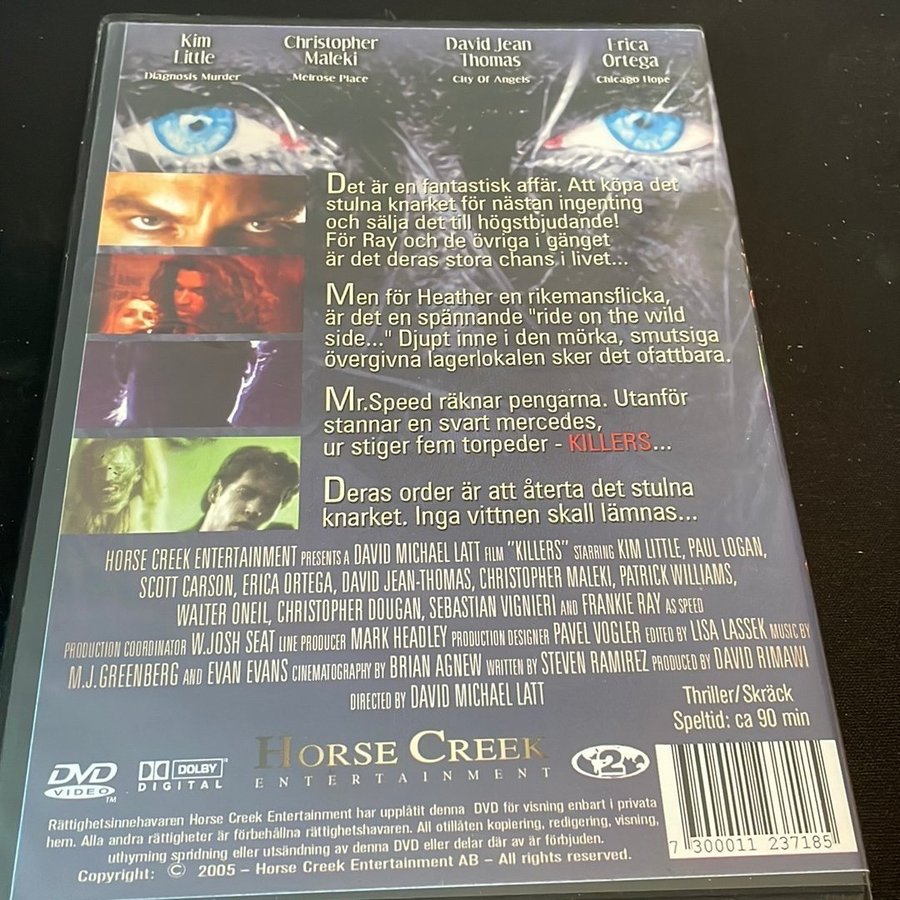 Kim Little
Christopher Maleki
David Jean Thomas
Erica Ortega
Diagnosis Murder
Melrose Place
City Of Angels
Chicago Hope
Det är en fantastisk affär. Att köpa det
stulna knarket för nästan ingenting
och sälja det till högstbjudande!
För Ray och de övriga i gänget
är det deras stora chans i livet...
Men för Heather en rikemansflicka,
är det en spännande "ride on the wild
side..." Djupt inne i den mörka, smutsiga
övergivna lagerlokalen sker det ofattbara.
Mr.Speed räknar pengarna. Utanför
stannar en svart mercedes,
ur stiger fem torpeder - KILLERS...
Deras order är att återta det stulna
knarket. Inga vittnen skall lämnas...
HORSE CREEK ENTERTAINMENT PRESENTS A DAVID MICHAEL LATT FILM "KILLERS" STARRING KIM LITTLE, PAUL LOGAN,
SCOTT CARSON, ERICA ORTEGA, DAVID JEAN-THOMAS, CHRISTOPHER MALEKI, PATRICK WILLIAMS,
WALTER ONEIL, CHRISTOPHER DOUGAN, SEBASTIAN VIGNIERI AND FRANKIE RAY AS SPEED
PRODUCTION COORDINATOR W.JOSH SEAT LINE PRODUCER MARK HEADLEY PRODUCTION DESIGNER PAVEL VOGLER EDITED BY LISA LASSEK MUSIC BY
M.J.GREENBERG AND EVAN EVANS CINEMATOGRAPHY BY BRIAN AGNEW WRITTEN BY STEVEN RAMIREZ PRODUCED BY DAVID RIMAWI
DIRECTED BY DAVID MICHAEL LATT
Thriller/Skräck
Speltid: ca 90 min
DVD
VIDEO
TM
DOLBY
DIGITAL
HORSE CREEK
ENTERTAINMENT
2
Rättighetsinnehavaren Horse Creek Entertainment har upplåtit denna DVD för visning enbart i privata
hem. Alla andra rättigheter är förbehållna rättighetshavaren. All otillåten kopiering, redigering, visning,
uthyrning spridning eller utsändning av denna DVD eller delar där av är förbjuden.
Copyright: © 2005 - Horse Creek Entertainment AB - All rights reserved.
7 300011 237185